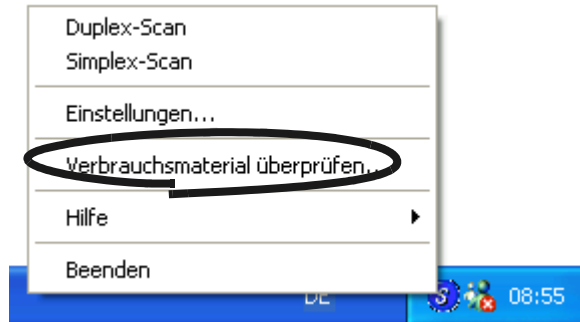 Duplex-Scan
Simplex-Scan
Einstellungen...
Verbrauchsmaterial überprüfen...
Hilfe
Beenden
DE
S
08:55